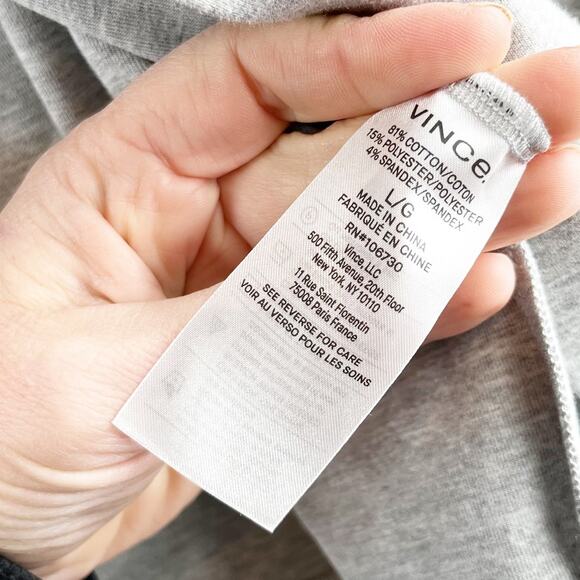 VINCE.
81% COTTON/COTON
15% POLYESTER/POLYESTER
4% SPANDEX/SPANDEX
L/G
MADE IN CHINA
FABRIQUÉ EN CHINE
RN#106730
Vince, LLC
500 Fifth Avenue, 20th Floor
New York, NY 10110
11 Rue Saint Florentin
75008 Paris France
SEE REVERSE FOR CARE
VOIR AU VERSO POUR LES SOINS